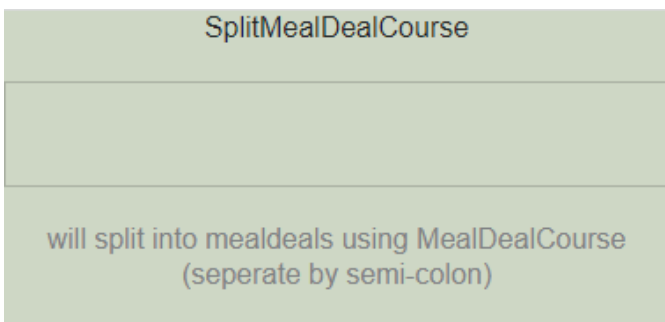 SplitMealDealCourse
will split into mealdeals using MealDealCourse
(seperate by semi-colon)